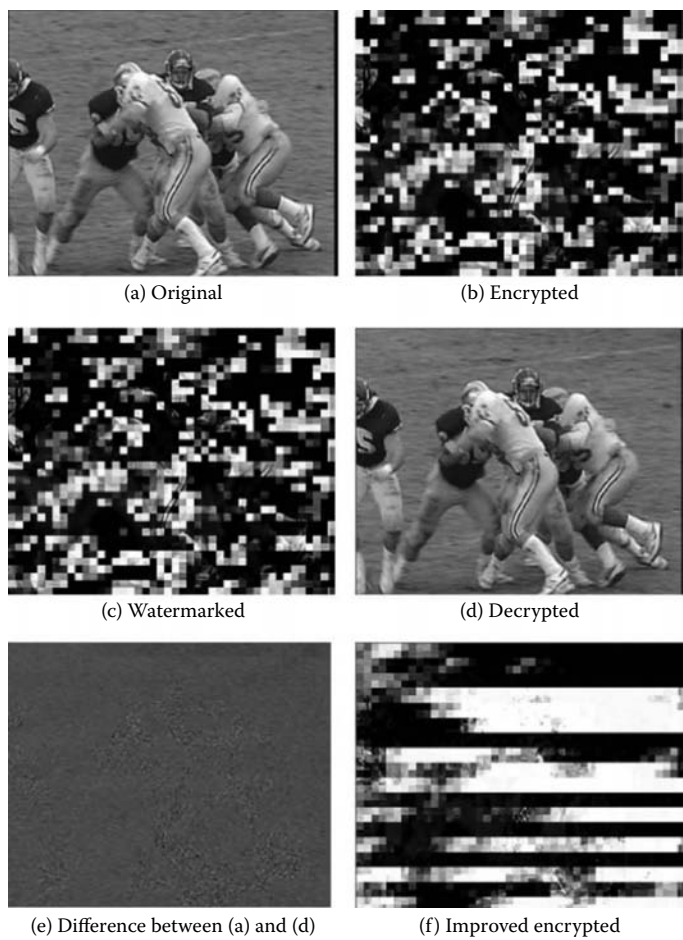 (a) Original
(b) Encrypted
(c) Watermarked
(d) Decrypted
(e) Difference between (a) and (d)
(f) Improved encrypted